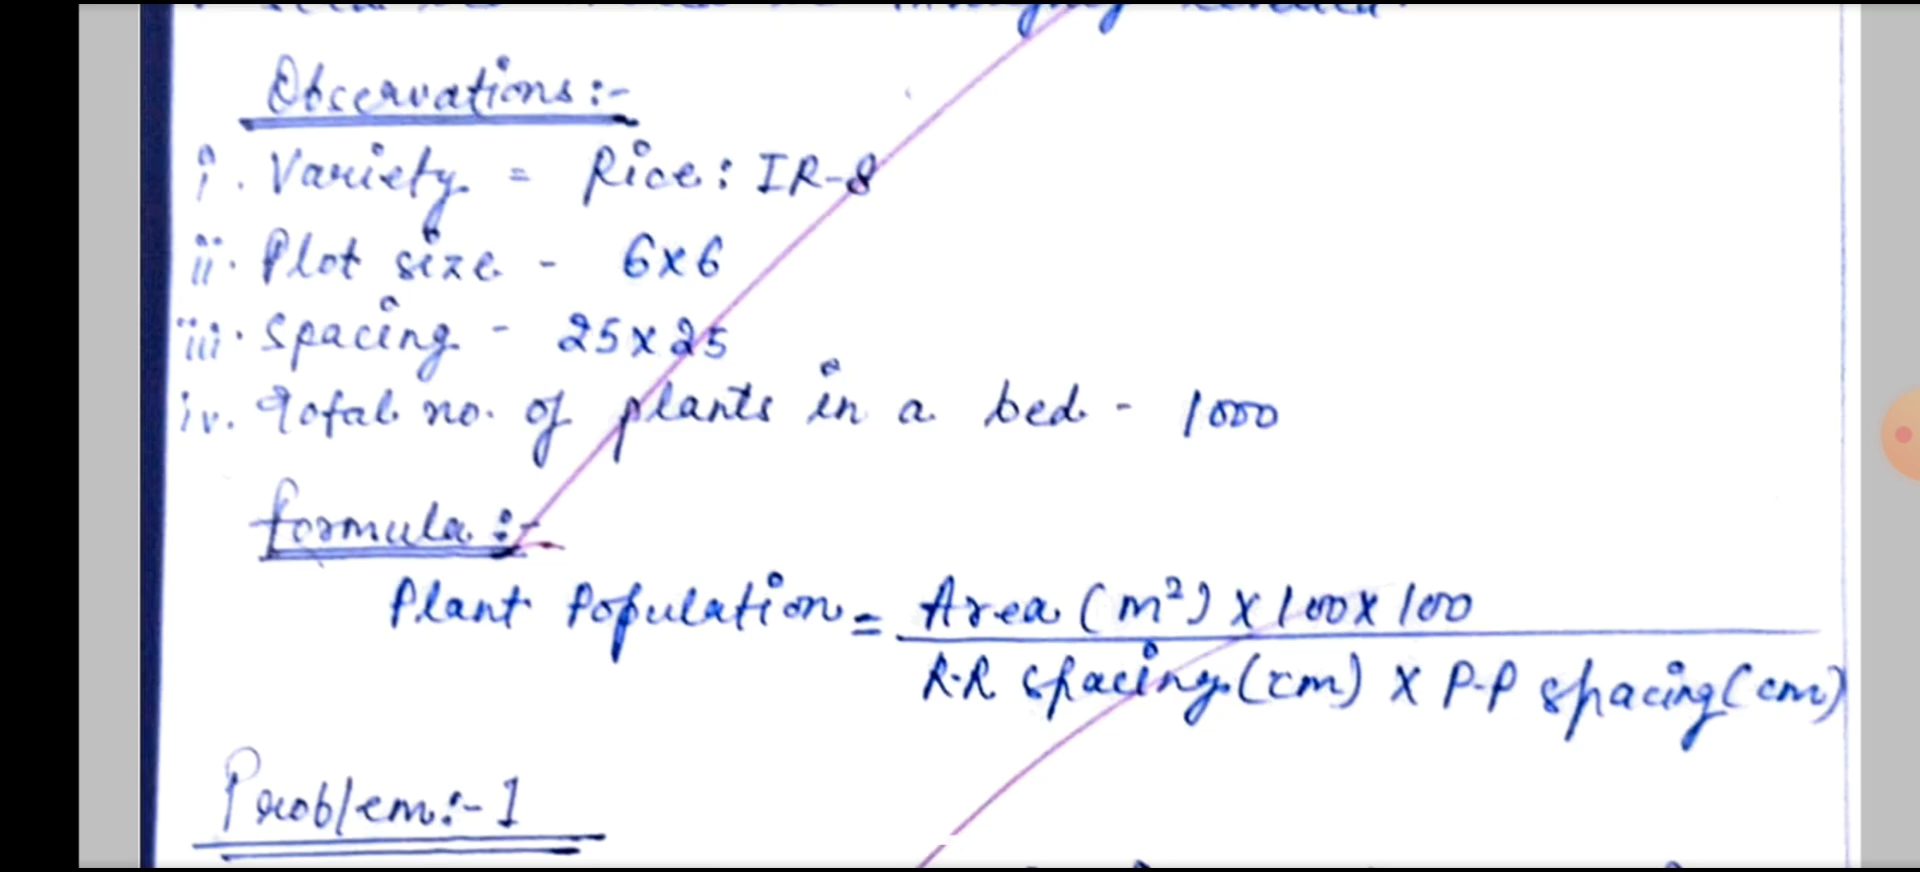 Observations:-
i. Variety = Rice: IR-8
ii. Plot size - 6x6
iii. Spacing - 25x25
iv. Total no. of plants in a bed - 1000
formula:-
Plant Population = Area (m²) x 100 x 100
R-R spacing (cm) x P-P spacing (cm)
Problem:-1